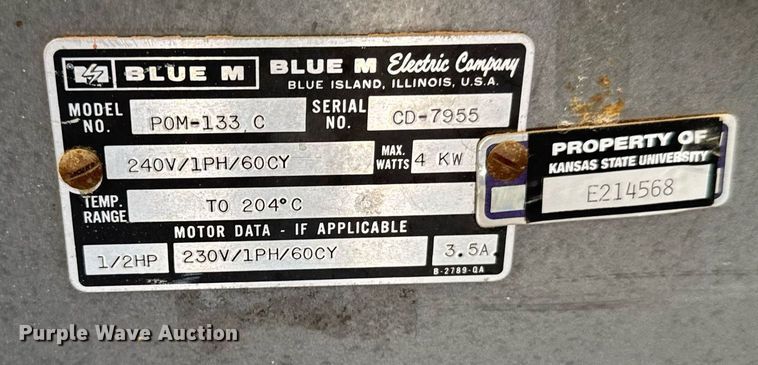 BLUE M BLUE M Electric Company
BLUE ISLAND, ILLINOIS, U.S.A.
MODEL NO. POM-133 C SERIAL NO. CD-7955
240V/1PH/60CY MAX. WATTS 4 KW
TEMP. RANGE TO 204°C
MOTOR DATA - IF APPLICABLE
1/2HP 230V/1PH/60CY 3.5A
B-2789-QA
PROPERTY OF
KANSAS STATE UNIVERSITY
E214568
Purple Wave Auction